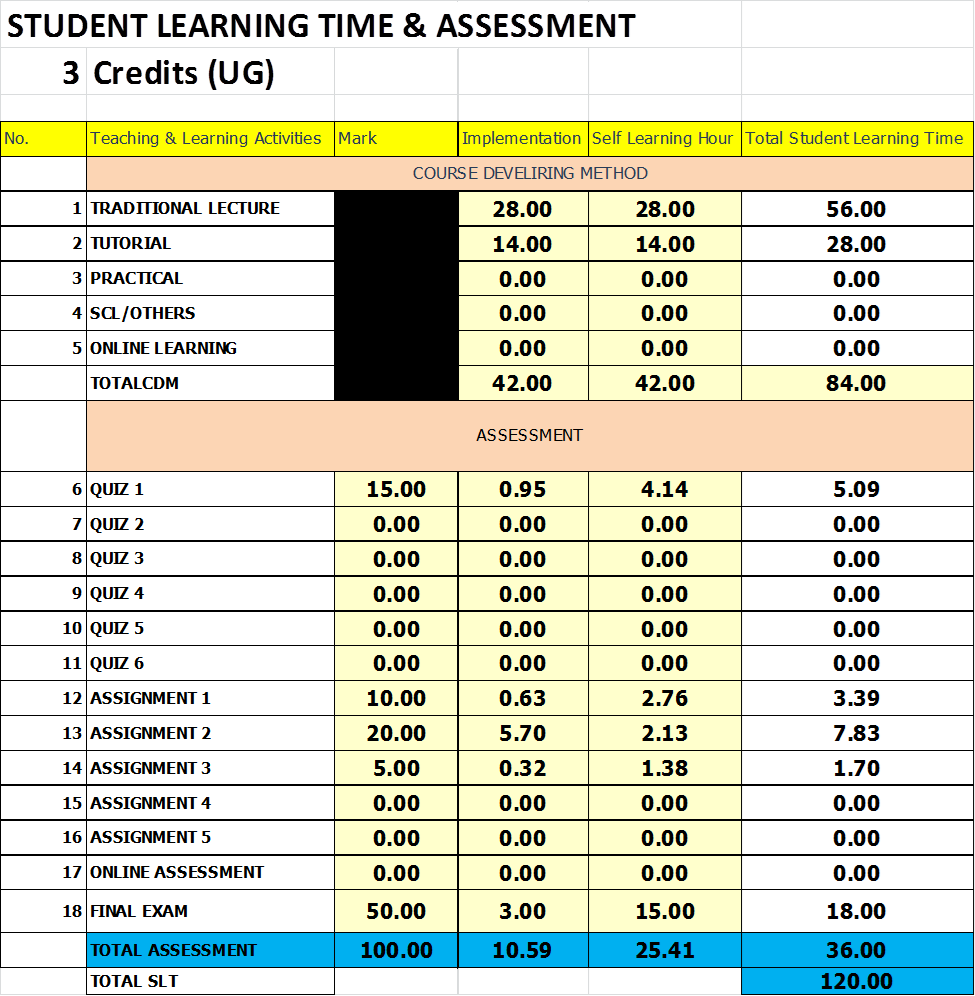 STUDENT LEARNING TIME & ASSESSMENT
3 Credits (UG)
No. Teaching & Learning Activities Mark Implementation Self Learning Hour Total Student Learning Time
COURSE DEVELIRING METHOD
1 TRADITIONAL LECTURE 28.00 28.00 56.00
2 TUTORIAL 14.00 14.00 28.00
3 PRACTICAL 0.00 0.00 0.00
4 SCL/OTHERS 0.00 0.00 0.00
5 ONLINE LEARNING 0.00 0.00 0.00
TOTALCDM 42.00 42.00 84.00
ASSESSMENT
6 QUIZ 1 15.00 0.95 4.14 5.09
7 QUIZ 2 0.00 0.00 0.00 0.00
8 QUIZ 3 0.00 0.00 0.00 0.00
9 QUIZ 4 0.00 0.00 0.00 0.00
10 QUIZ 5 0.00 0.00 0.00 0.00
11 QUIZ 6 0.00 0.00 0.00 0.00
12 ASSIGNMENT 1 10.00 0.63 2.76 3.39
13 ASSIGNMENT 2 20.00 5.70 2.13 7.83
14 ASSIGNMENT 3 5.00 0.32 1.38 1.70
15 ASSIGNMENT 4 0.00 0.00 0.00 0.00
16 ASSIGNMENT 5 0.00 0.00 0.00 0.00
17 ONLINE ASSESSMENT 0.00 0.00 0.00 0.00
18 FINAL EXAM 50.00 3.00 15.00 18.00
TOTAL ASSESSMENT 100.00 10.59 25.41 36.00
TOTAL SLT 120.00